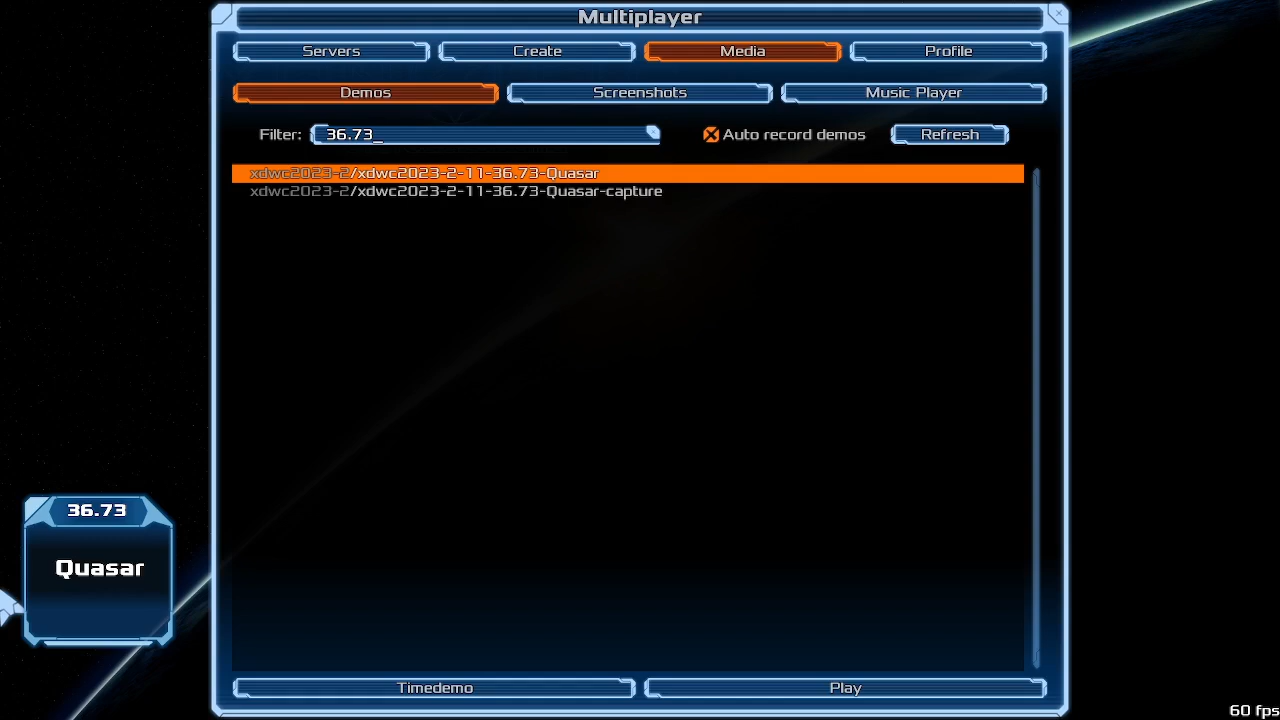 Multiplayer
Servers Create Media Profile
Demos Screenshots Music Player
Filter: 36.73_ Auto record demos Refresh
xdwc2023-2/xdwc2023-2-11-36.73-Quasar
xdwc2023-2/xdwc2023-2-11-36.73-Quasar-capture
36.73
Quasar
Timedemo Play
60 fps